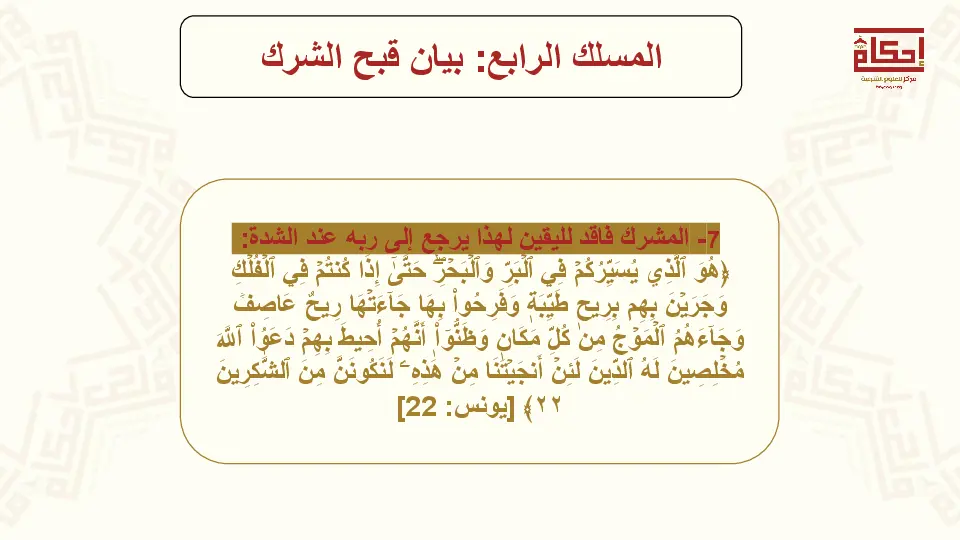 المسلك الرابع: بيان قبح الشرك
إحكام
مركز للعلوم الشرعية
7- المشرك فاقد لليقين لهذا يرجع إلى ربه عند الشدة:
﴿هُوَ ٱلَّذِي يُسَيِّرُكُمۡ فِي ٱلۡبَرِّ وَٱلۡبَحۡرِۖ حَتَّىٰٓ إِذَا كُنتُمۡ فِي ٱلۡفُلۡكِ
وَجَرَيۡنَ بِهِم بِرِيحٖ طَيِّبَةٖ وَفَرِحُواْ بِهَا جَآءَتۡهَا رِيحٌ عَاصِفٞ
وَجَآءَهُمُ ٱلۡمَوۡجُ مِن كُلِّ مَكَانٖ وَظَنُّوٓاْ أَنَّهُمۡ أُحِيطَ بِهِمۡ دَعَوُاْ ٱللَّهَ
مُخۡلِصِينَ لَهُ ٱلدِّينَ لَئِنۡ أَنجَيۡتَنَا مِنۡ هَٰذِهِۦ لَنَكُونَنَّ مِنَ ٱلشَّٰكِرِينَ
٢٢﴾ [يونس: 22]